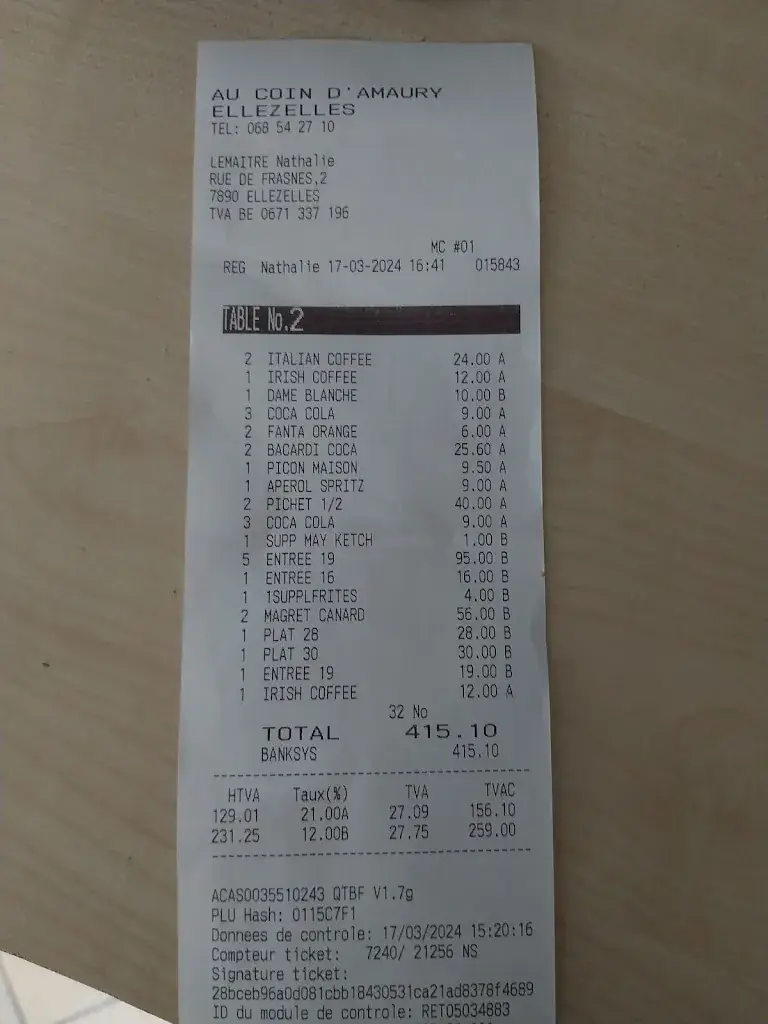 AU COIN D'AMAURY
ELLEZELLES
TEL: 068 54 27 10
LEMAITRE Nathalie
RUE DE FRASNES,2
7890 ELLEZELLES
TVA BE 0671 337 196
MC #01
REG Nathalie 17-03-2024 16:41 015843
TABLE No.2
2 ITALIAN COFFEE 24.00 A
1 IRISH COFFEE 12.00 A
1 DAME BLANCHE 10.00 B
3 COCA COLA 9.00 A
2 FANTA ORANGE 6.00 A
2 BACARDI COCA 25.60 A
1 PICON MAISON 9.50 A
1 APEROL SPRITZ 9.00 A
2 PICHET 1/2 40.00 A
3 COCA COLA 9.00 A
1 SUPP MAY KETCH 1.00 B
5 ENTREE 19 95.00 B
1 ENTREE 16 16.00 B
1 1SUPPLFRITES 4.00 B
2 MAGRET CANARD 56.00 B
1 PLAT 28 28.00 B
1 PLAT 30 30.00 B
1 ENTREE 19 19.00 B
1 IRISH COFFEE 12.00 A
32 No
TOTAL 415.10
BANKSYS 415.10
HTVA Taux(%) TVA TVAC
129.01 21.00A 27.09 156.10
231.25 12.00B 27.75 259.00
ACAS0035510243 QTBF V1.7g
PLU Hash: 0115C7F1
Donnees de controle: 17/03/2024 15:20:16
Compteur ticket: 7240/ 21256 NS
Signature ticket:
28bceb96a0d081cbb18430531ca21ad8378f4689
ID du module de controle: RET05034883